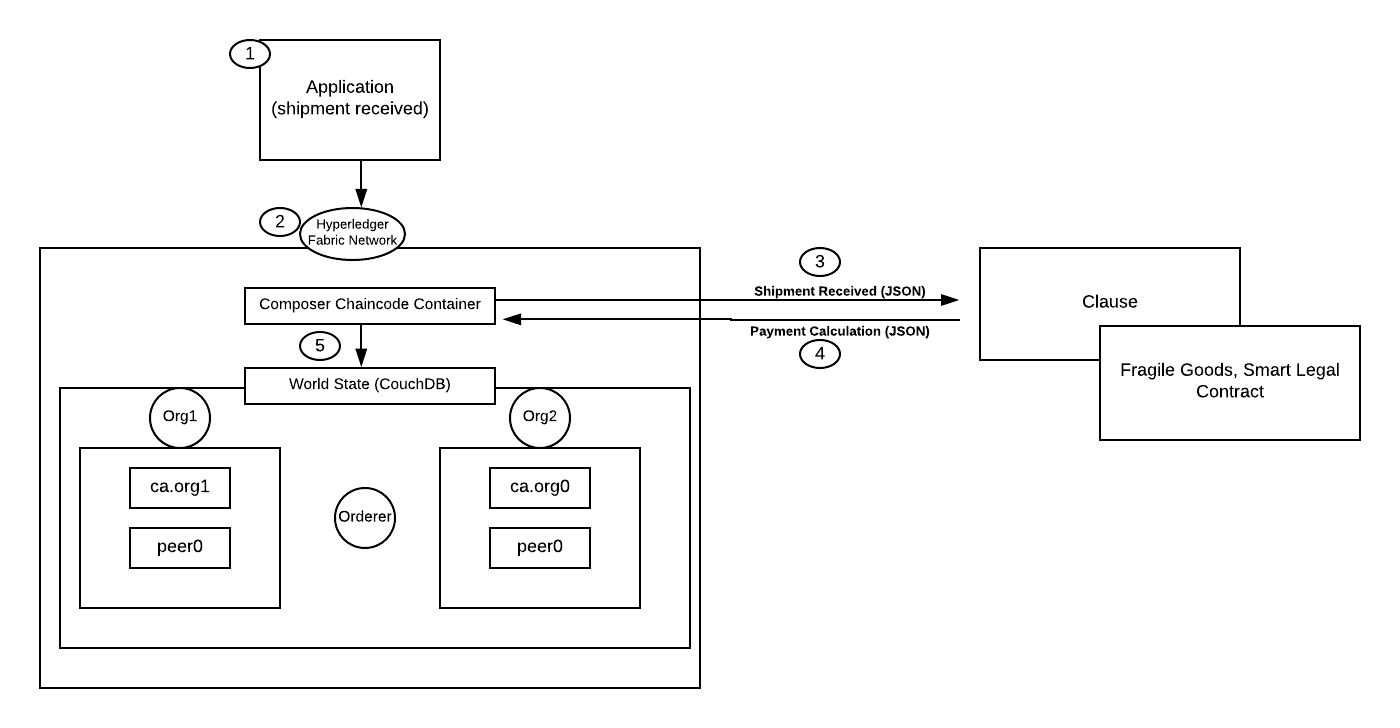 1
Application
(shipment received)
2
Hyperledger
Fabric Network
3
Shipment Received (JSON)
Composer Chaincode Container
Clause
Payment Calculation (JSON)
4
5
Fragile Goods, Smart Legal
Contract
World State (CouchDB)
Org1
Org2
ca.org1
ca.org0
Orderer
peer0
peer0